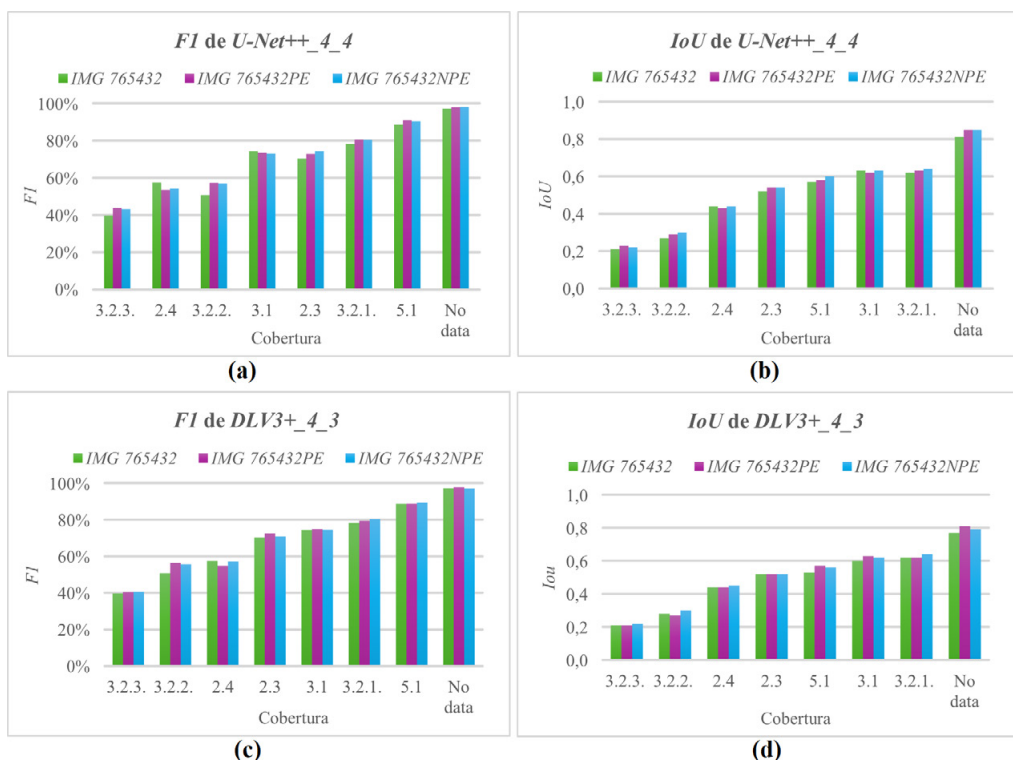 F1 de U-Net++_4_4
IMG 765432 IMG 765432PE IMG 765432NPE
100%
80%
60%
40%
20%
0%
F1
3.2.3. 2.4 3.2.2. 3.1 2.3 3.2.1. 5.1 No data
Cobertura
(a)
IoU de U-Net++_4_4
IMG 765432 IMG 765432PE IMG 765432NPE
1,0
0,8
0,6
0,4
0,2
0,0
IoU
3.2.3. 3.2.2. 2.4 2.3 5.1 3.1 3.2.1. No data
Cobertura
(b)
F1 de DLV3+_4_3
IMG 765432 IMG 765432PE IMG 765432NPE
100%
80%
60%
40%
20%
0%
F1
3.2.3. 3.2.2. 2.4 2.3 3.1 3.2.1. 5.1 No data
Cobertura
(c)
IoU de DLV3+_4_3
IMG 765432 IMG 765432PE IMG 765432NPE
1,0
0,8
0,6
0,4
0,2
0,0
Iou
3.2.3. 3.2.2. 2.4 2.3 5.1 3.1 3.2.1. No data
Cobertura
(d)